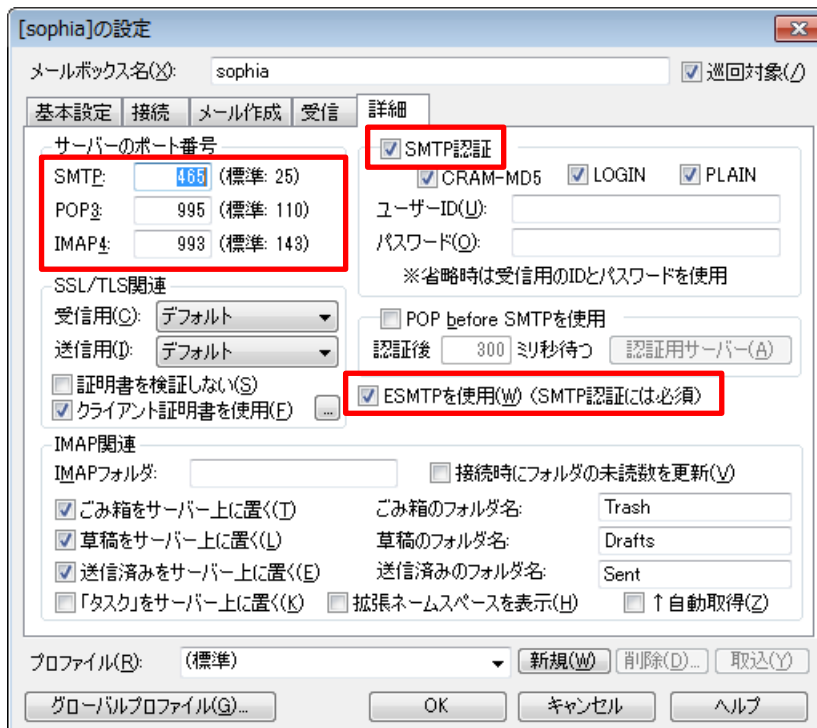 [sophia]の設定
メールボックス名(X): sophia 巡回対象(/)
基本設定 接続 メール作成 受信 詳細
サーバーのポート番号
SMTP: 465 (標準: 25)
POP3: 995 (標準: 110)
IMAP4: 993 (標準: 143)
SMTP認証
CRAM-MD5 LOGIN PLAIN
ユーザーID(U):
パスワード(O):
※省略時は受信用のIDとパスワードを使用
SSL/TLS関連
受信用(C): デフォルト
送信用(I): デフォルト
証明書を検証しない(S)
クライアント証明書を使用(F) ...
POP before SMTPを使用
認証後 300 ミリ秒待つ 認証用サーバー(A)
ESMTPを使用(W) (SMTP認証には必須)
IMAP関連
IMAPフォルダ: 接続時にフォルダの未読数を更新(V)
ごみ箱をサーバー上に置く(T) ごみ箱のフォルダ名: Trash
草稿をサーバー上に置く(L) 草稿のフォルダ名: Drafts
送信済みをサーバー上に置く(E) 送信済みのフォルダ名: Sent
「タスク」をサーバー上に置く(K) 拡張ネームスペースを表示(H) ↑自動取得(Z)
プロファイル(R): (標準) 新規(W) 削除(D)... 取込(Y)
グローバルプロファイル(G)... OK キャンセル ヘルプ